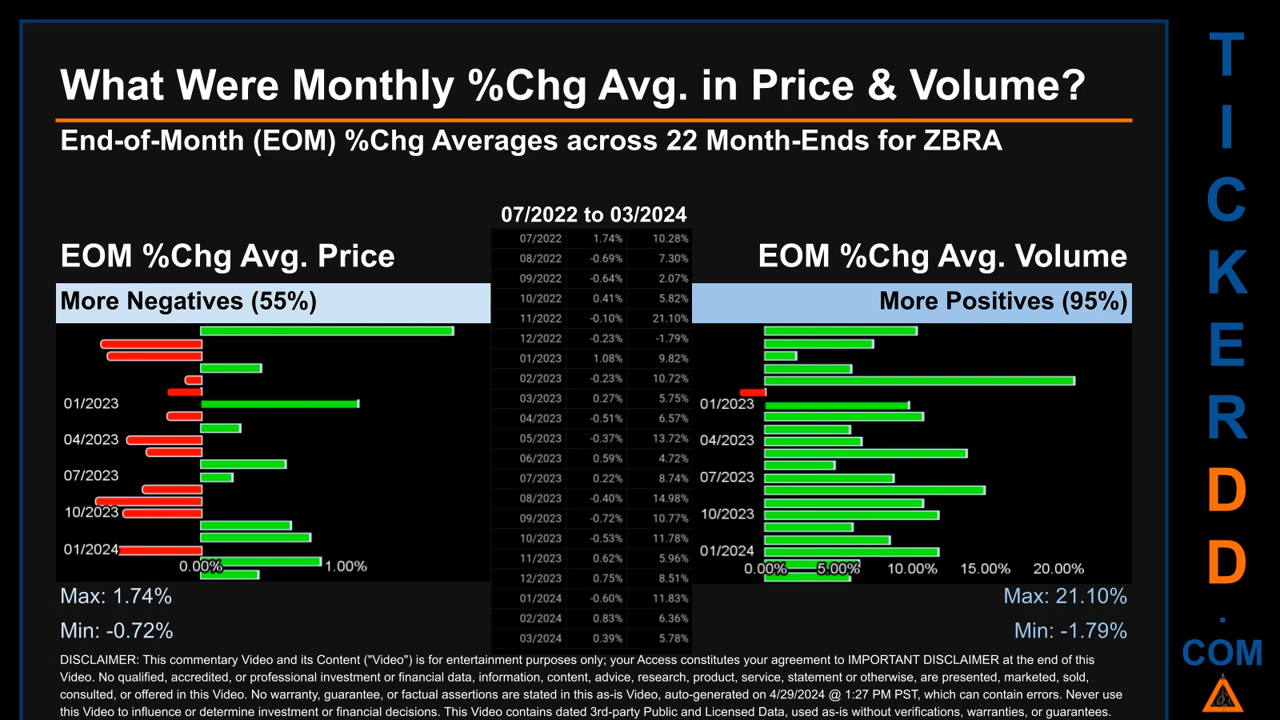 What Were Monthly %Chg Avg. in Price & Volume?
End-of-Month (EOM) %Chg Averages across 22 Month-Ends for ZBRA
07/2022 to 03/2024
EOM %Chg Avg. Price
More Negatives (55%)
01/2023
04/2023
07/2023
10/2023
01/2024
0.00% 1.00%
Max: 1.74%
Min: -0.72%
07/2022 1.74% 10.28%
08/2022 -0.69% 7.30%
09/2022 -0.64% 2.07%
10/2022 0.41% 5.82%
11/2022 -0.10% 21.10%
12/2022 -0.23% -1.79%
01/2023 1.08% 9.82%
02/2023 -0.23% 10.72%
03/2023 0.27% 5.75%
04/2023 -0.51% 6.57%
05/2023 -0.37% 13.72%
06/2023 0.59% 4.72%
07/2023 0.22% 8.74%
08/2023 -0.40% 14.98%
09/2023 -0.72% 10.77%
10/2023 -0.53% 11.78%
11/2023 0.62% 5.96%
12/2023 0.75% 8.51%
01/2024 -0.60% 11.83%
02/2024 0.83% 6.36%
03/2024 0.39% 5.78%
EOM %Chg Avg. Volume
More Positives (95%)
01/2023
04/2023
07/2023
10/2023
01/2024
0.00% 5.00% 10.00% 15.00% 20.00%
Max: 21.10%
Min: -1.79%
DISCLAIMER: This commentary Video and its Content ("Video") is for entertainment purposes only; your Access constitutes your agreement to IMPORTANT DISCLAIMER at the end of this
Video. No qualified, accredited, or professional investment or financial data, information, content, advice, research, product, service, statement or otherwise, are presented, marketed, sold,
consulted, or offered in this Video. No warranty, guarantee, or factual assertions are stated in this as-is Video, auto-generated on 4/29/2024 @ 1:27 PM PST, which can contain errors. Never use
this Video to influence or determine investment or financial decisions. This Video contains dated 3rd-party Public and Licensed Data, used as-is without verifications, warranties, or guarantees.
T
I
C
K
E
R
D
D
.
COM